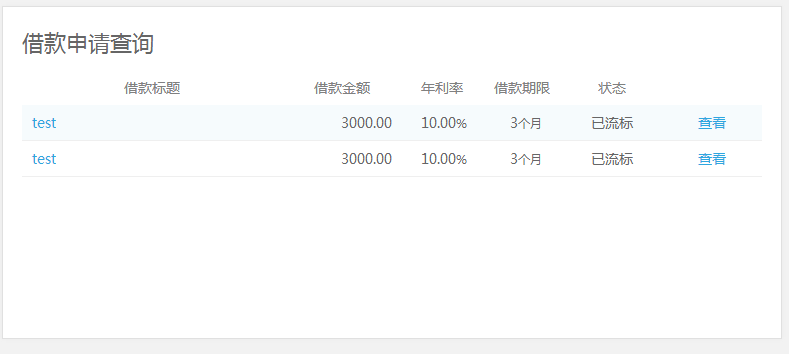 借款申请查询
借款标题 借款金额 年利率 借款期限 状态
test 3000.00 10.00% 3个月 已流标 查看
test 3000.00 10.00% 3个月 已流标 查看